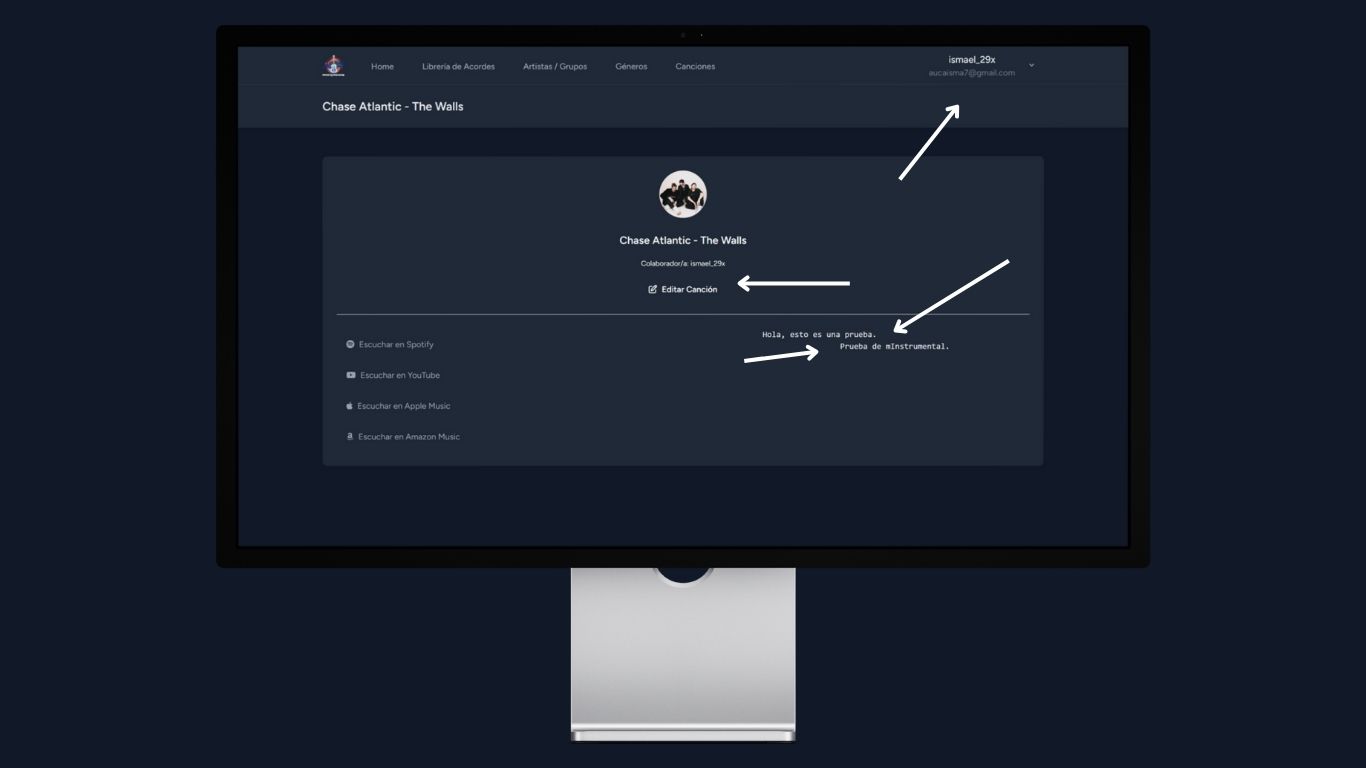 Home Librería de Acordes Artistas / Grupos Géneros Canciones ismael_29x
aucaisma7@gmail.com
Chase Atlantic - The Walls
Chase Atlantic - The Walls
Colaborador/a: ismael_29x
Editar Canción
Hola, esto es una prueba.
Prueba de mInstrumental.
Escuchar en Spotify
Escuchar en YouTube
Escuchar en Apple Music
Escuchar en Amazon Music